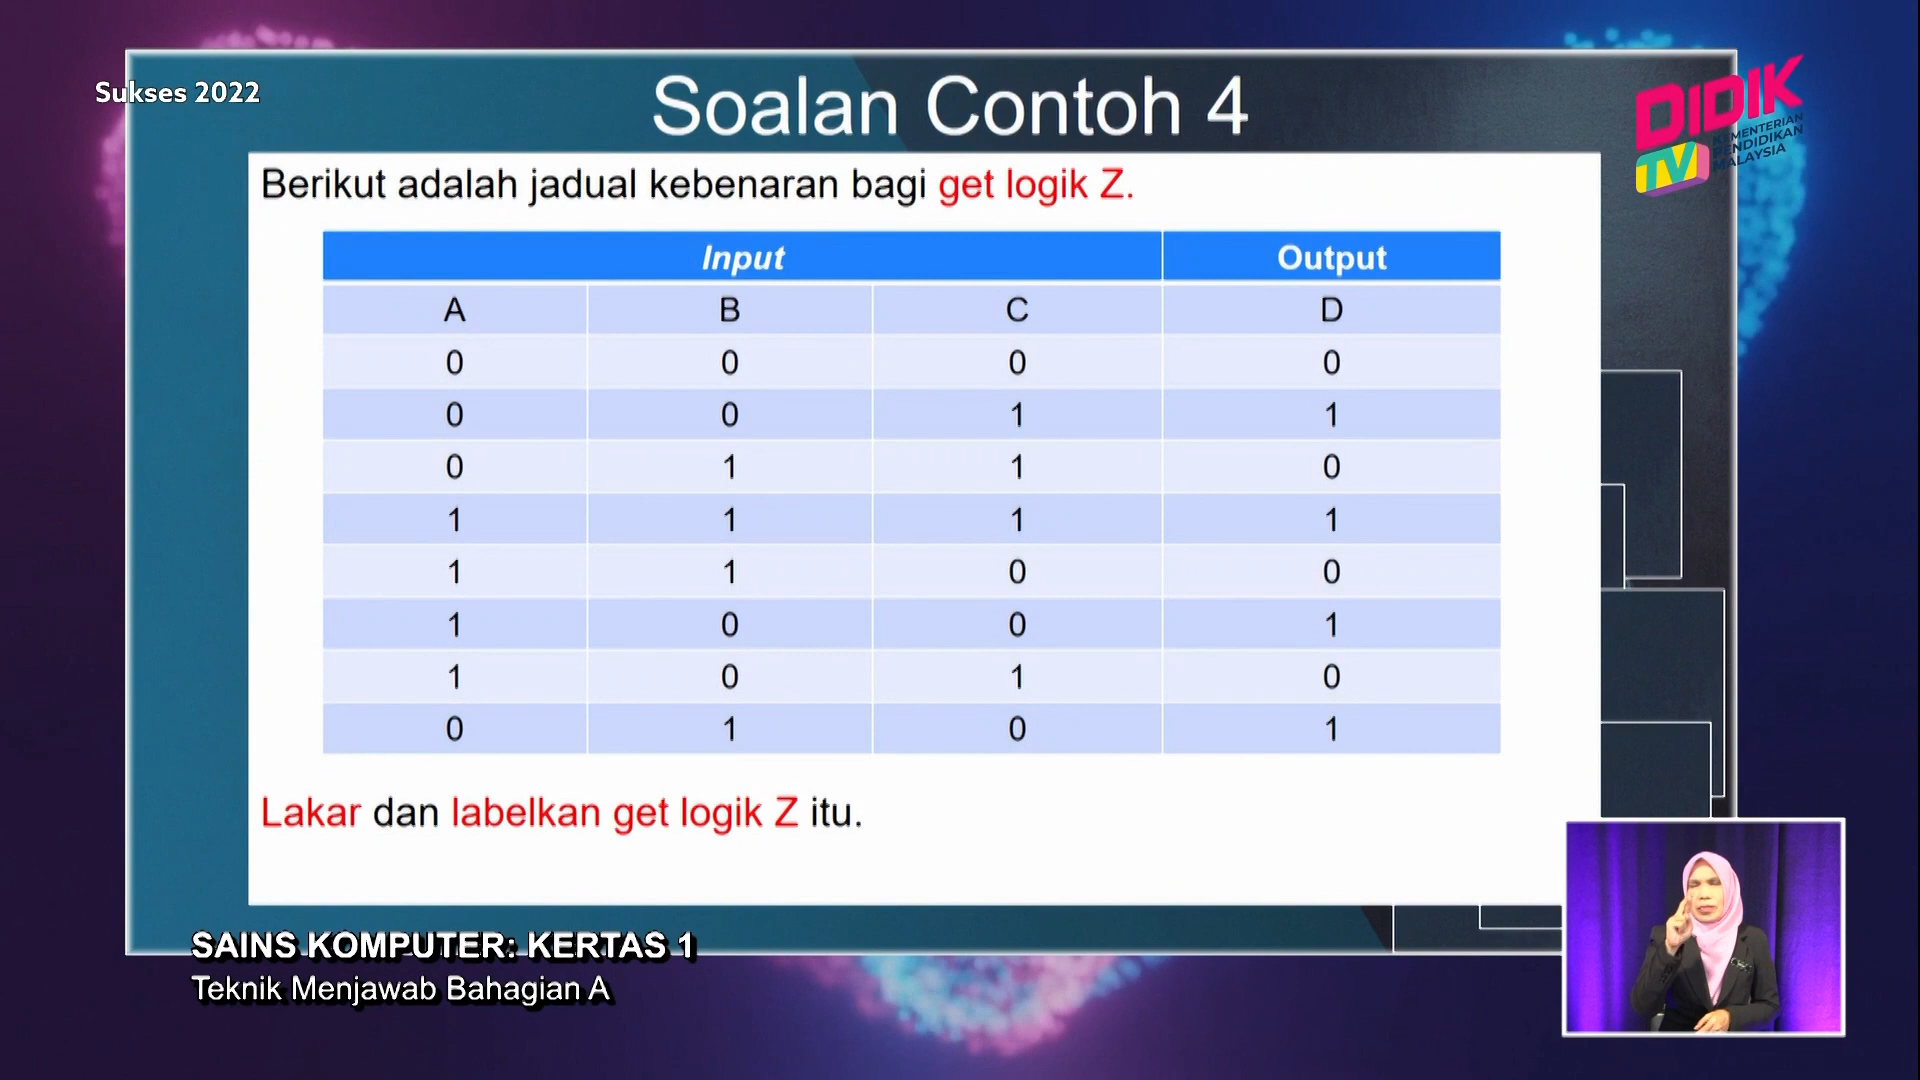 Sukses 2022
Soalan Contoh 4
DIDIK
TV
KEMENTERIAN
PENDIDIKAN
MALAYSIA
Berikut adalah jadual kebenaran bagi get logik Z.
Input Output
A B C D
0 0 0 0
0 0 1 1
0 1 1 0
1 1 1 1
1 1 0 0
1 0 0 1
1 0 1 0
0 1 0 1
Lakar dan labelkan get logik Z itu.
SAINS KOMPUTER: KERTAS 1
Teknik Menjawab Bahagian A